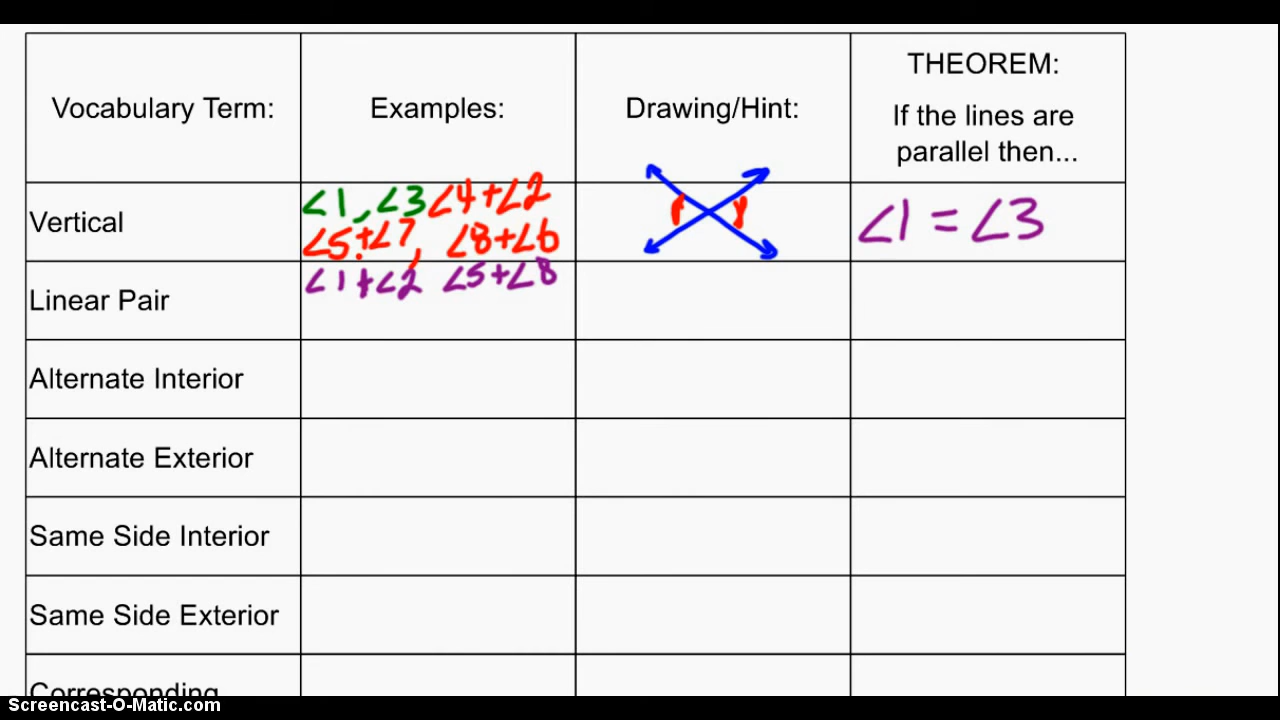 Vocabulary Term:
Examples:
Drawing/Hint:
THEOREM:
If the lines are
parallel then...
Vertical
∠1, ∠3 ∠4+∠2
∠5+∠7, ∠8+∠6
∠1=∠3
Linear Pair
∠1+∠2 ∠5+∠8
Alternate Interior
Alternate Exterior
Same Side Interior
Same Side Exterior
Corresponding
Screencast-O-Matic.com